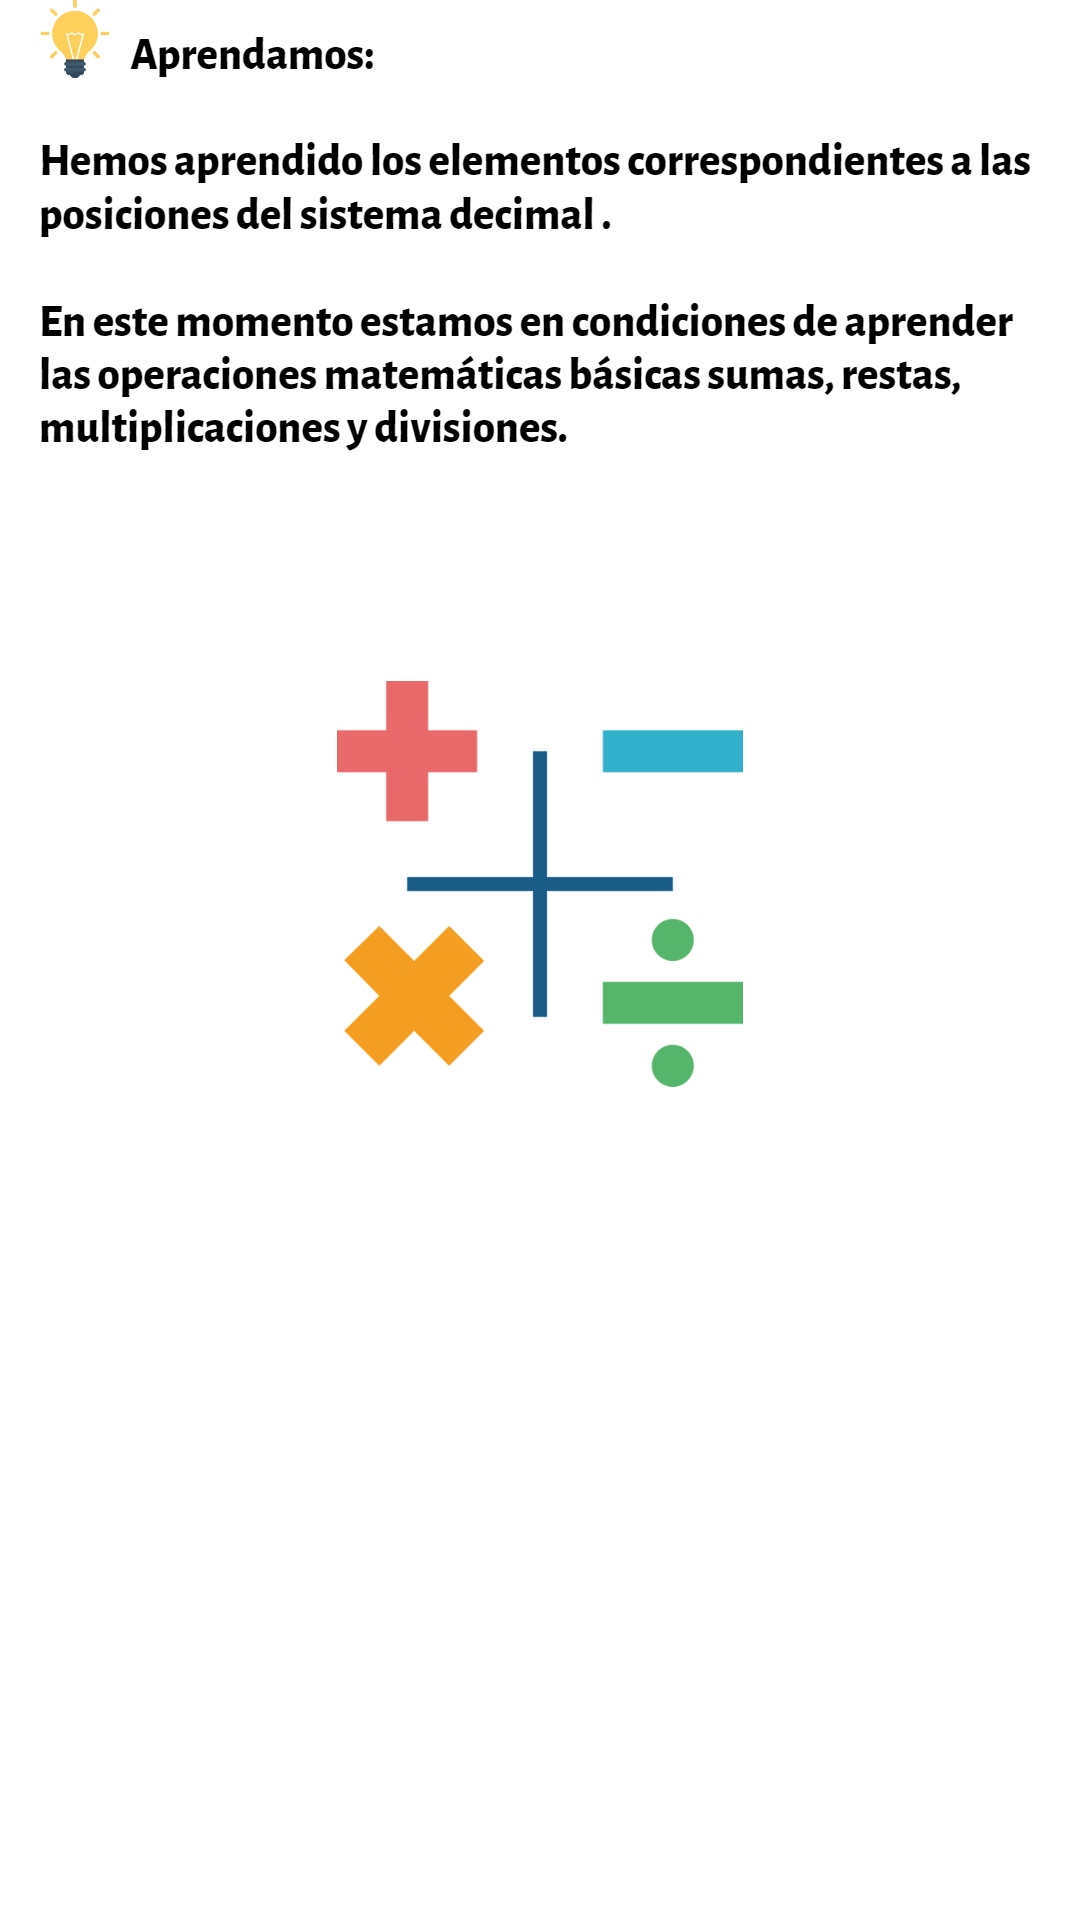 Aprendamos:
Hemos aprendido los elementos correspondientes a las
posiciones del sistema decimal .
En este momento estamos en condiciones de aprender
las operaciones matemáticas básicas sumas, restas,
multiplicaciones y divisiones.